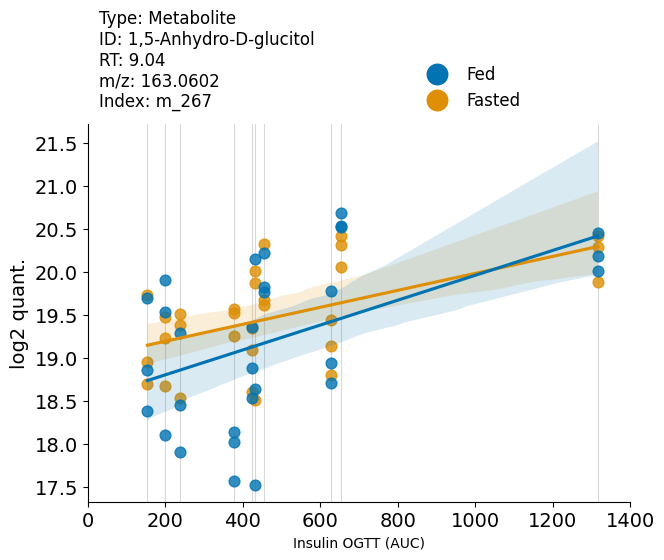 Type: Metabolite
ID: 1,5-Anhydro-D-glucitol
RT: 9.04
m/z: 163.0602
Index: m_267
Fed
Fasted
21.5
21.0
20.5
20.0
19.5
19.0
18.5
18.0
17.5
log2 quant.
0 200 400 600 800 1000 1200 1400
Insulin OGTT (AUC)